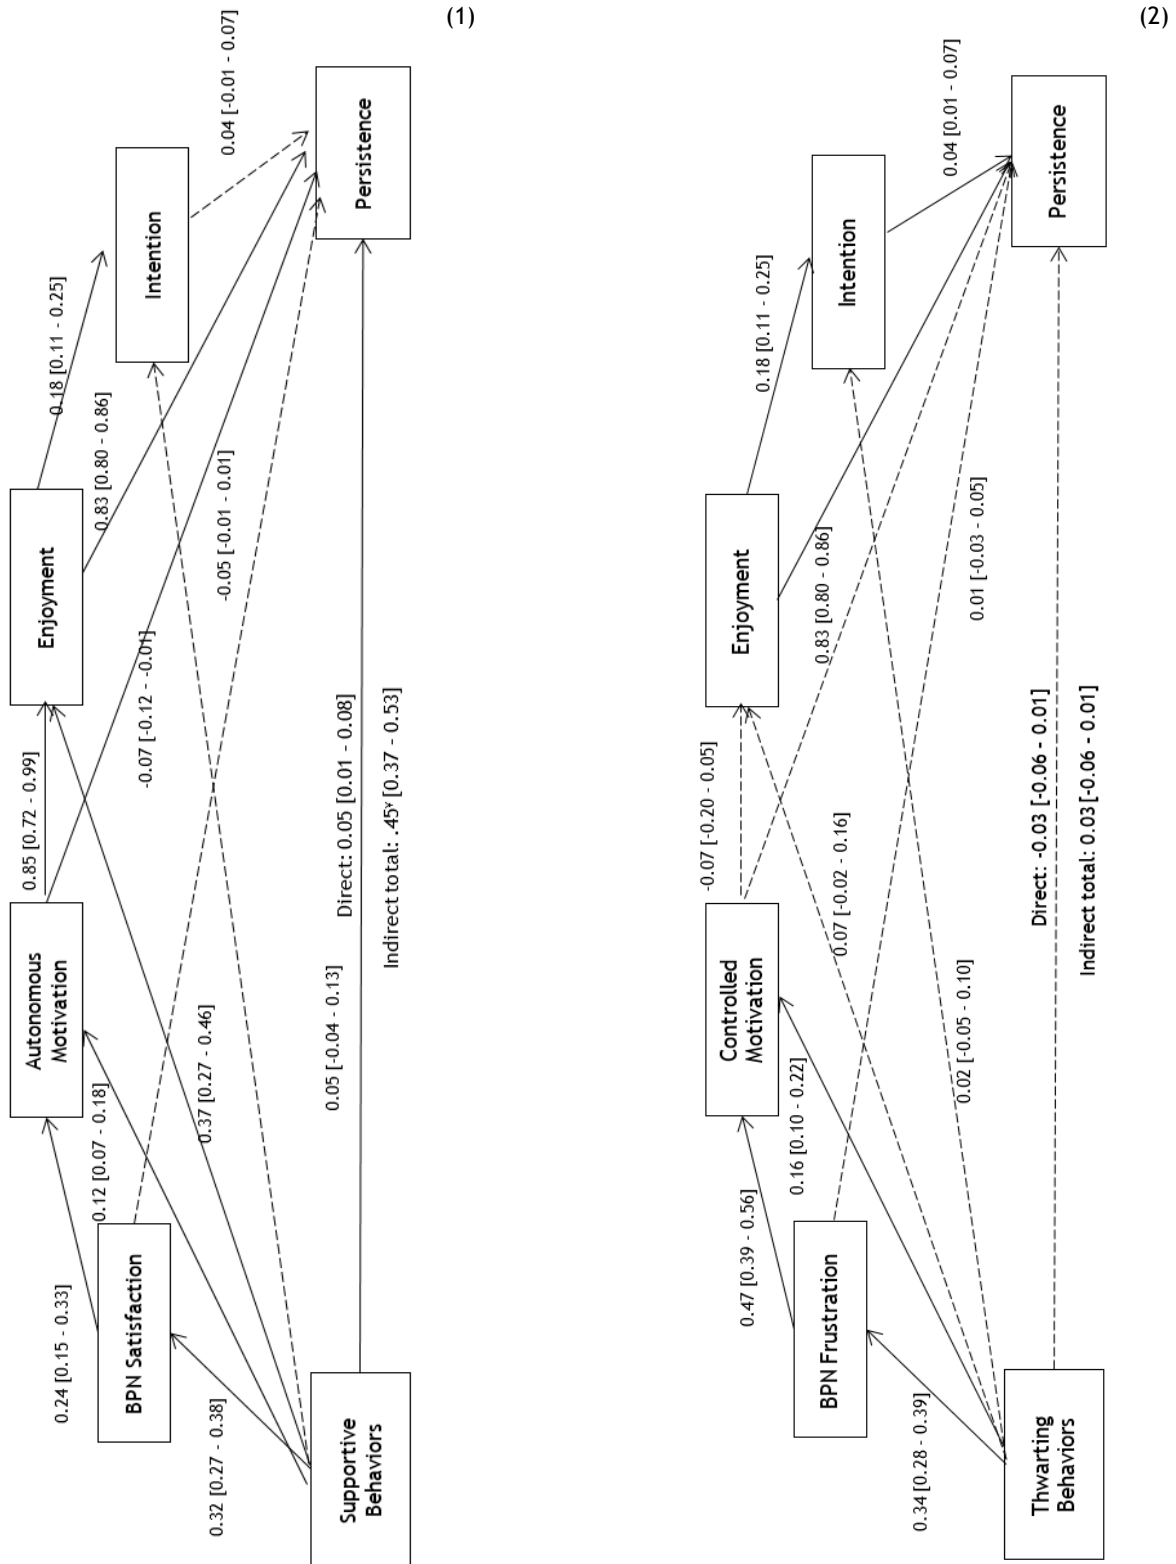 (1)
Supportive
Behaviors
BPN Satisfaction
Autonomous
Motivation
Enjoyment
Intention
Persistence
0.32 [0.27 - 0.38]
0.24 [0.15 - 0.33]
0.12 [0.07 - 0.18]
0.37 [0.27 - 0.46]
0.85 [0.72 - 0.99]
0.05 [-0.04 - 0.13]
-0.07 [-0.12 - -0.01]
-0.05 [-0.01 - 0.01]
0.83 [0.80 - 0.86]
0.18 [0.11 - 0.25]
0.04 [-0.01 - 0.07]
Direct: 0.05 [0.01 - 0.08]
Indirect total: .45ᵞ [0.37 - 0.53]
(2)
Thwarting
Behaviors
BPN Frustration
Controlled
Motivation
Enjoyment
Intention
Persistence
0.34 [0.28 - 0.39]
0.47 [0.39 - 0.56]
0.16 [0.10 - 0.22]
0.02 [-0.05 - 0.10]
-0.07 [-0.20 - 0.05]
0.07 [-0.02 - 0.16]
0.83 [0.80 - 0.86]
0.01 [-0.03 - 0.05]
0.18 [0.11 - 0.25]
0.04 [0.01 - 0.07]
Direct: -0.03 [-0.06 - 0.01]
Indirect total: 0.03 [-0.06 - 0.01]